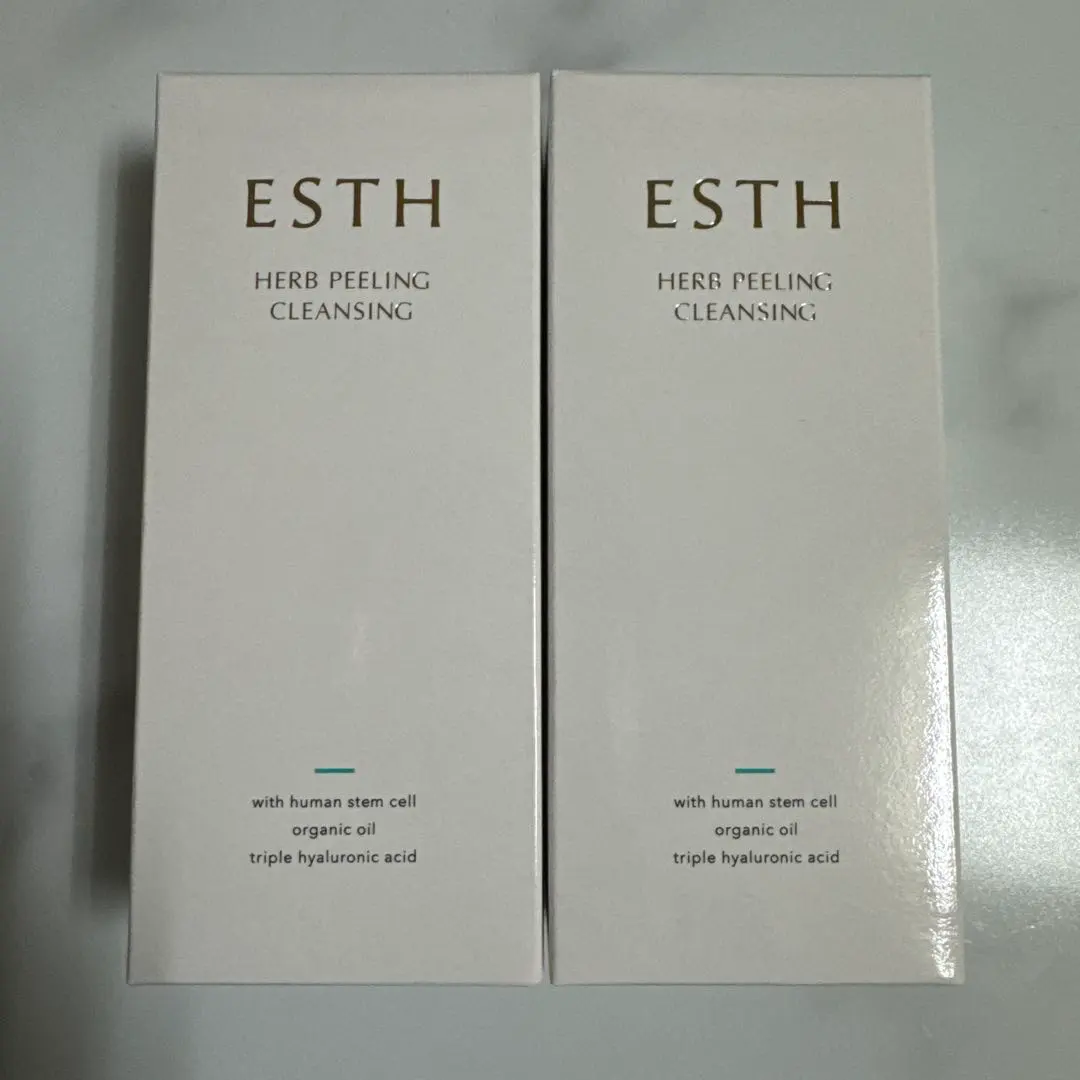 ESTH
HERB PEELING
CLEANSING
with human stem cell
organic oil
triple hyaluronic acid
ESTH
HERB PEELING
CLEANSING
with human stem cell
organic oil
triple hyaluronic acid